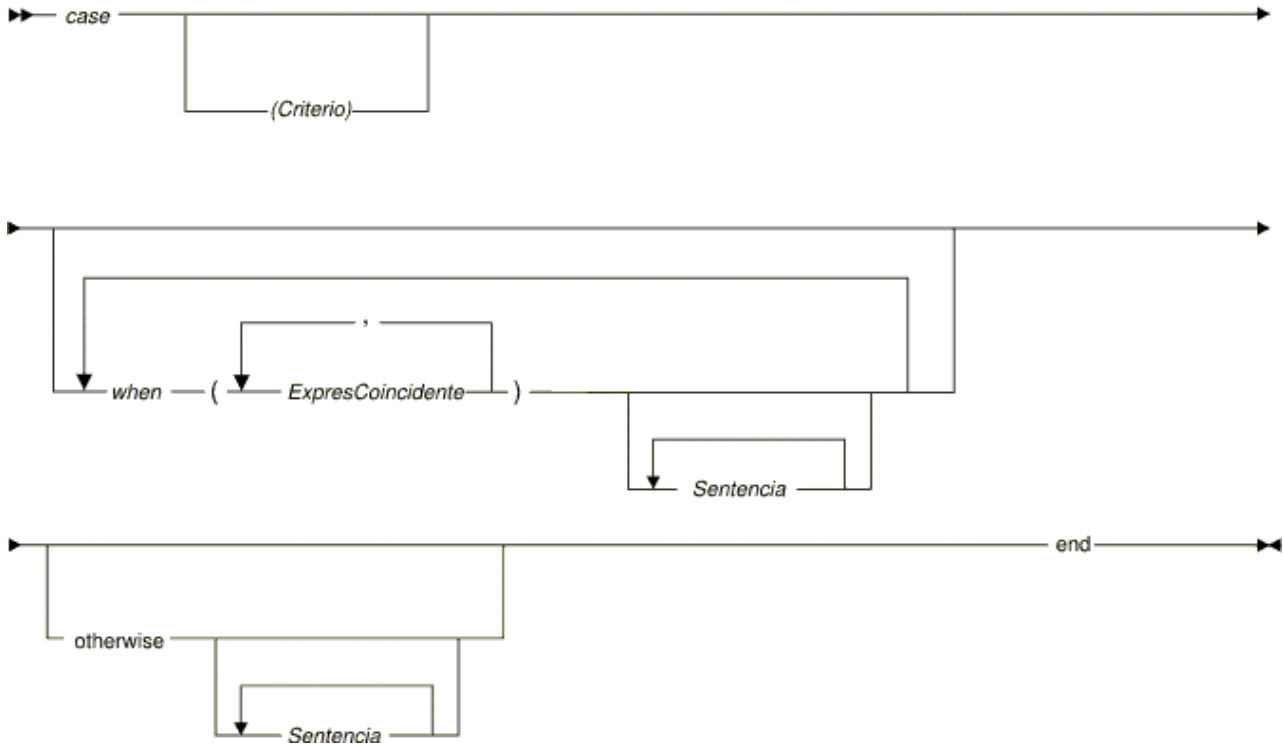 case
(Criterio)
,
when ( ExpresCoincidente )
Sentencia
end
otherwise
Sentencia